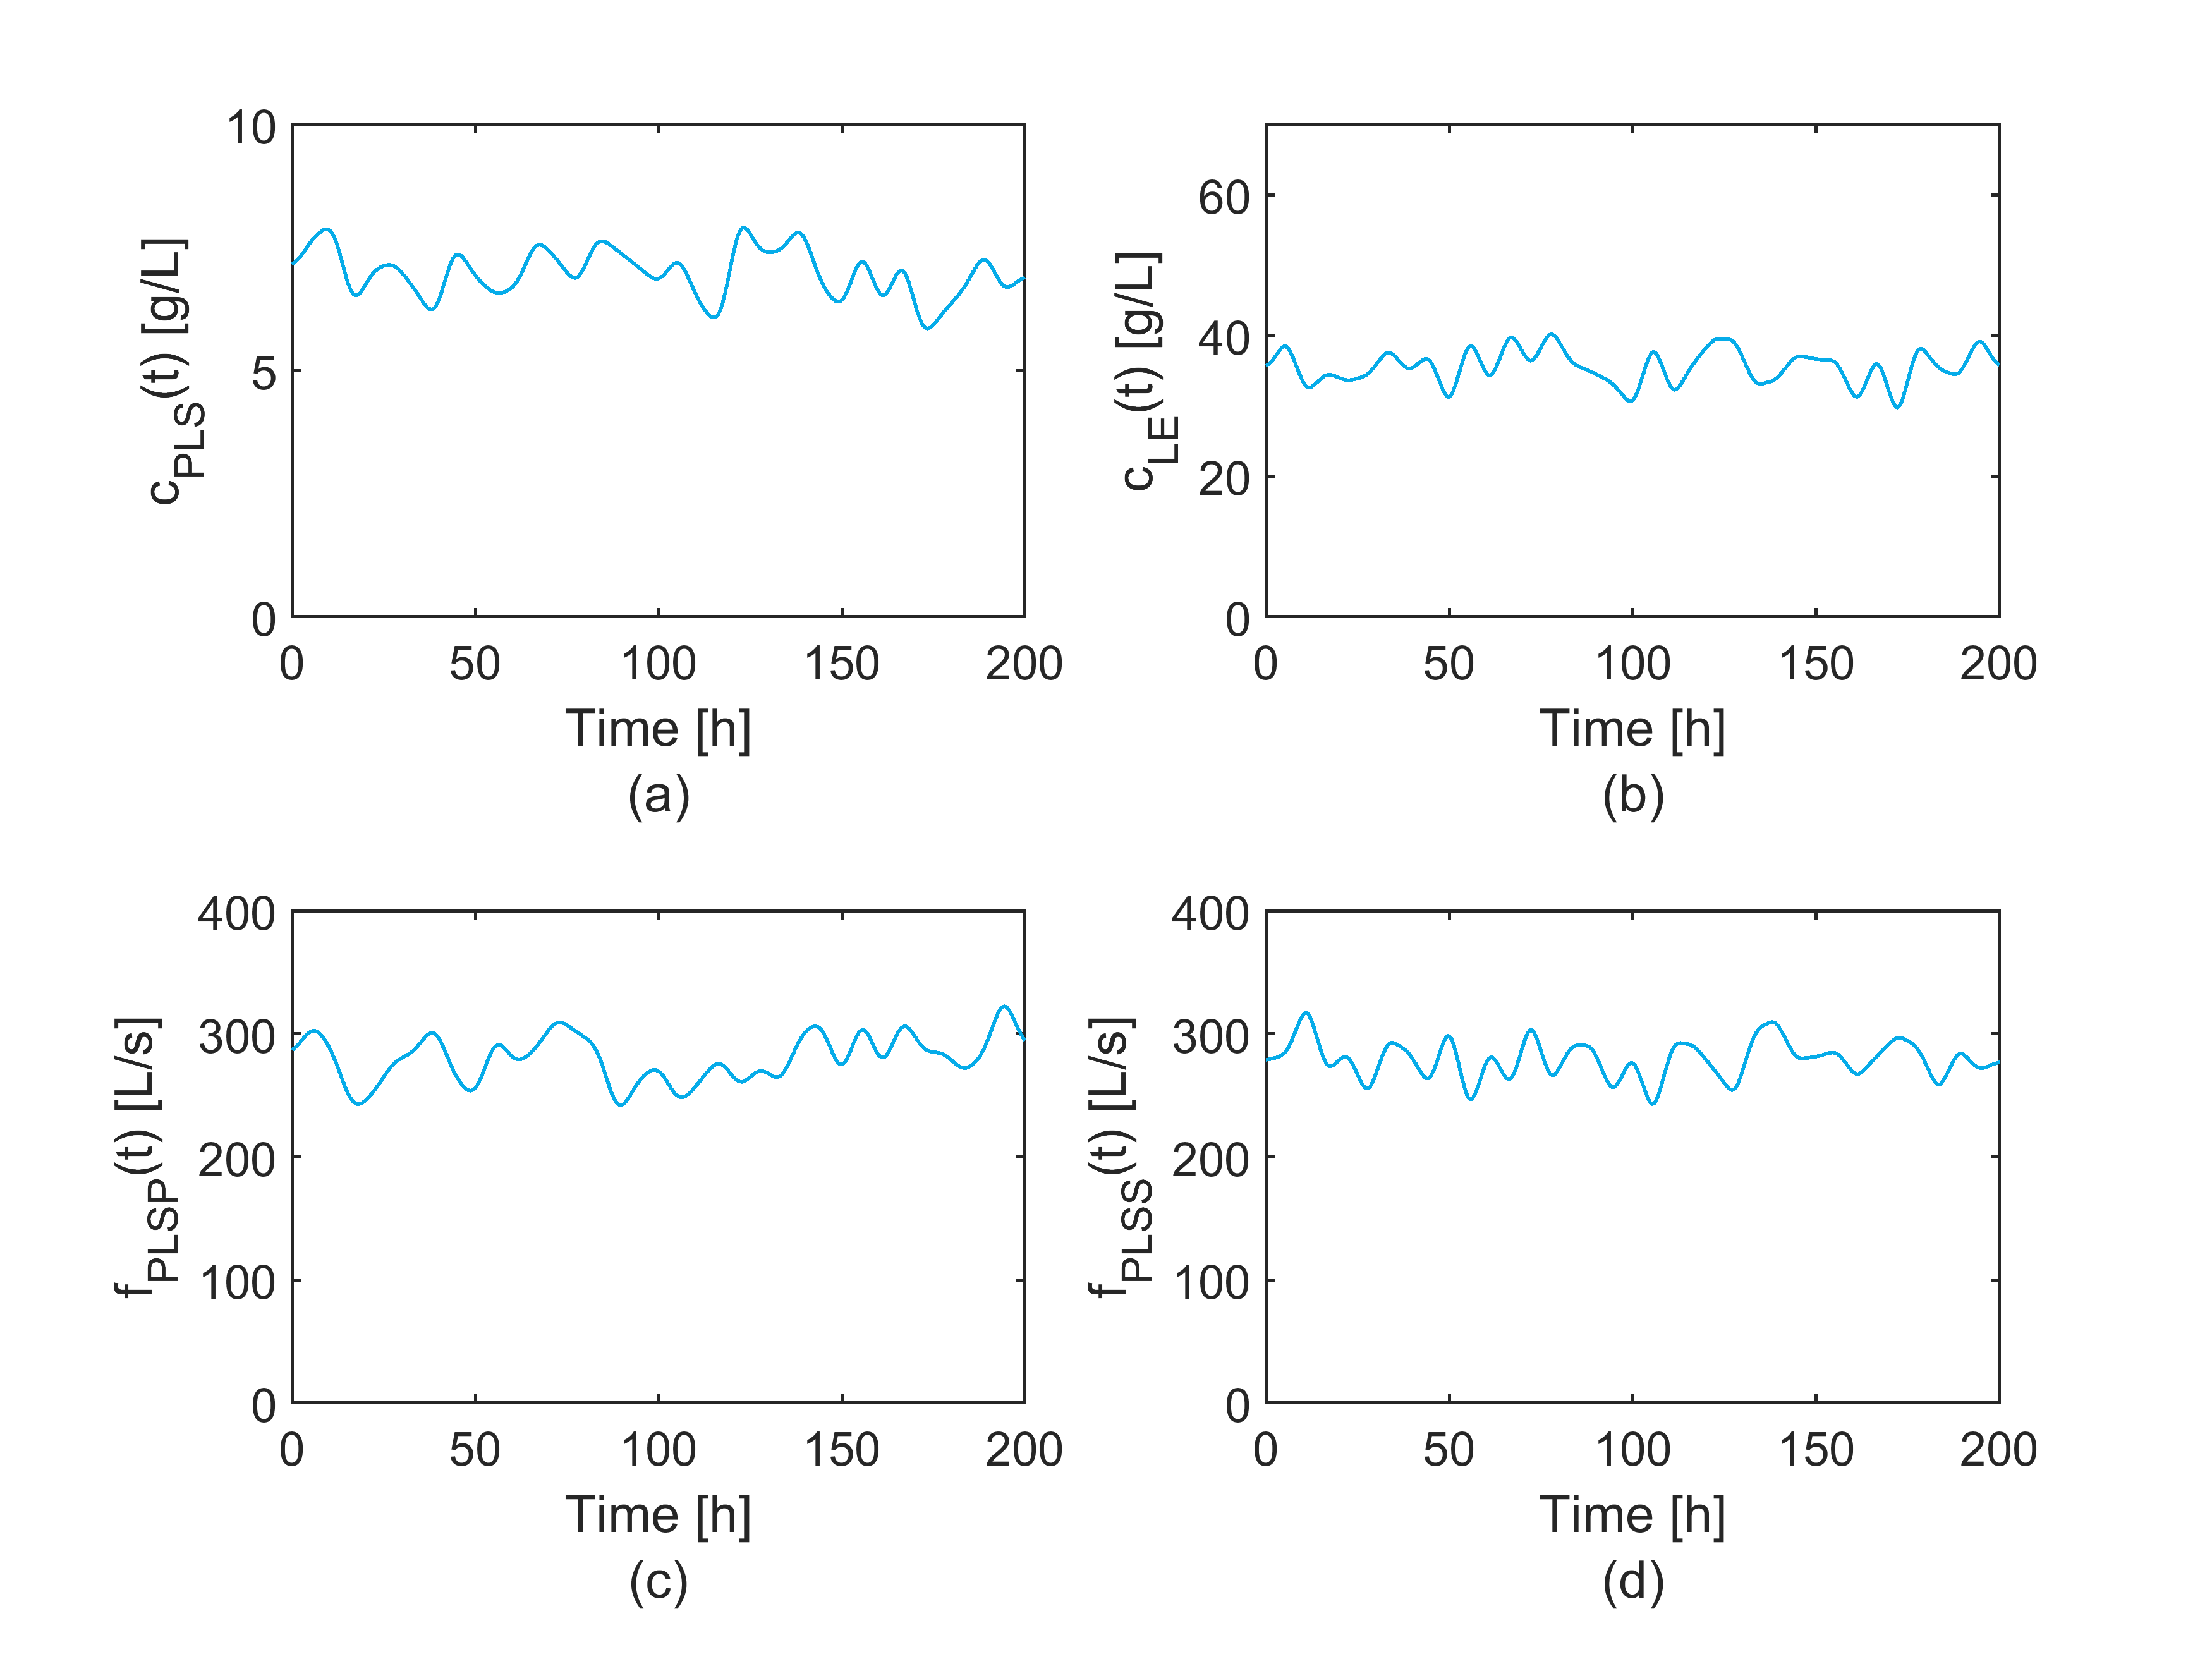 10
5
0
c_PLS(t) [g/L]
0 50 100 150 200
Time [h]
(a)
60
40
20
0
c_LE(t) [g/L]
0 50 100 150 200
Time [h]
(b)
400
300
200
100
0
f_PLSP(t) [L/s]
0 50 100 150 200
Time [h]
(c)
400
300
200
100
0
f_PLSS(t) [L/s]
0 50 100 150 200
Time [h]
(d)